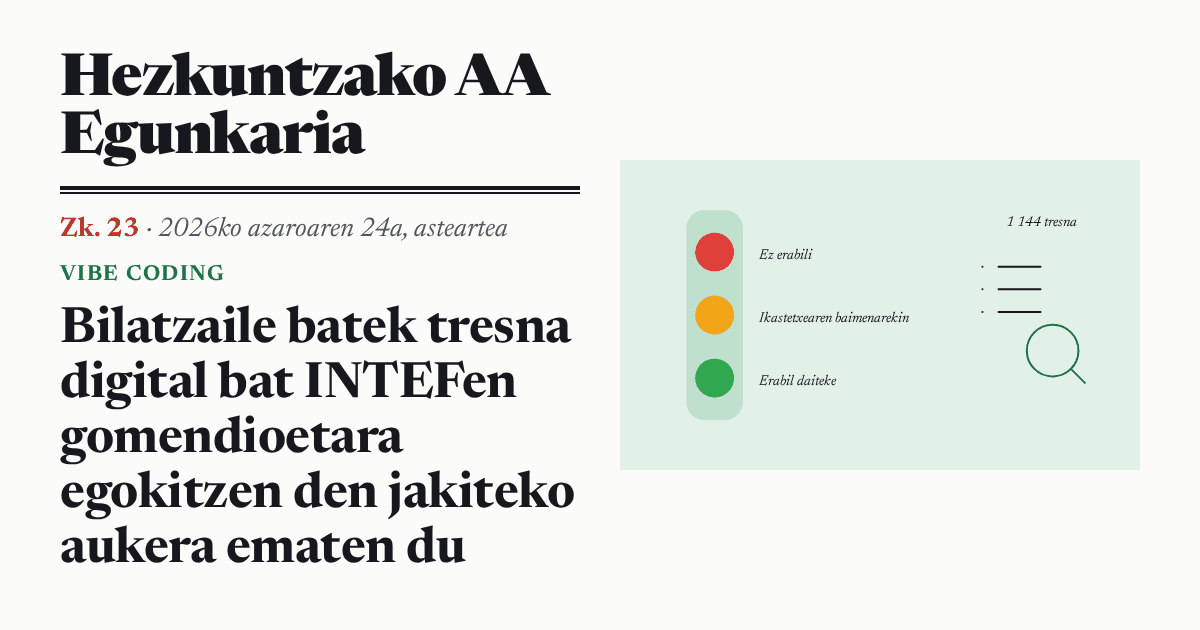 Hezkuntzako AA
Egunkaria
Zk. 23 · 2026ko azaroaren 24a, asteartea
VIBE CODING
Bilatzaile batek tresna
digital bat INTEFen
gomendioetara
egokitzen den jakiteko
aukera ematen du
Ez erabili
Ikastetxearen baimenarekin
Erabil daiteke
1 144 tresna